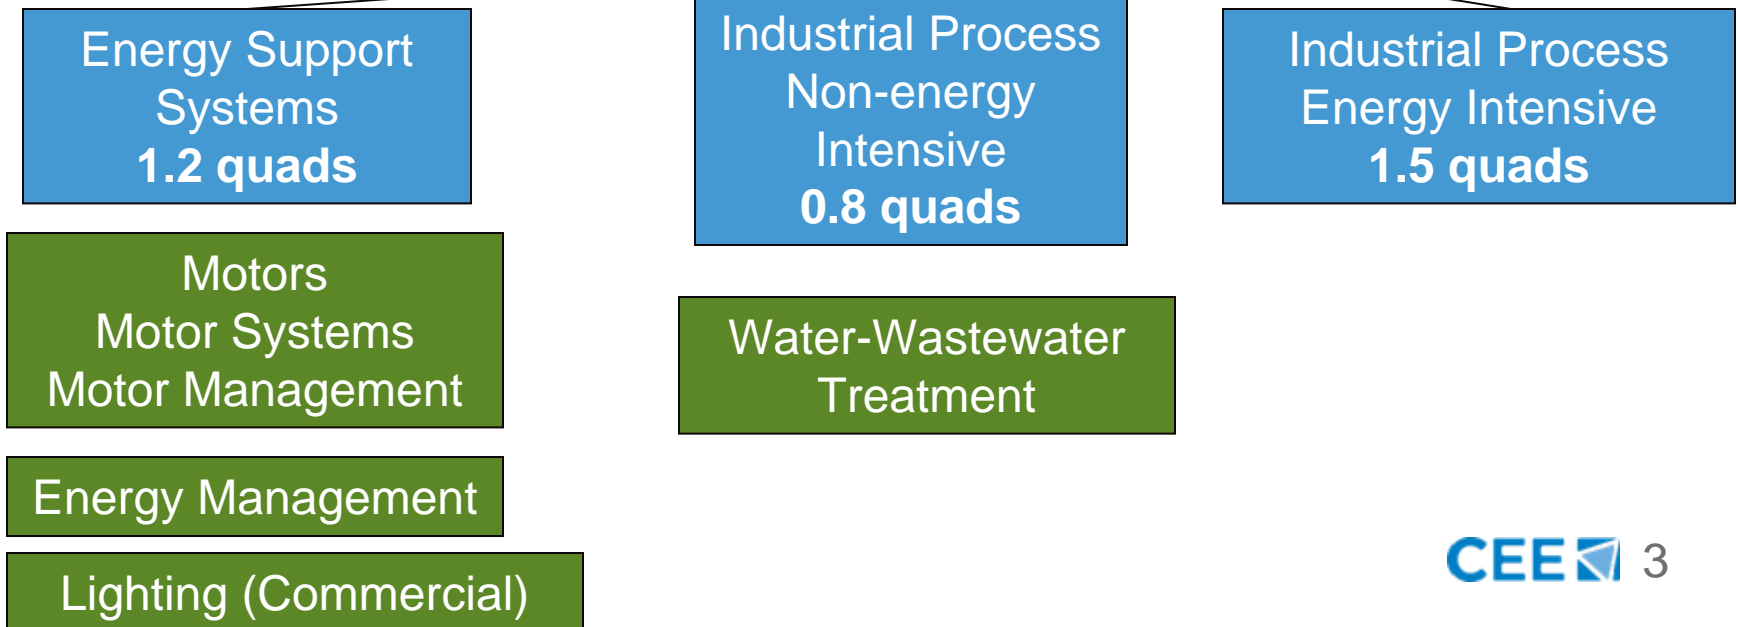 Energy Support
Systems
1.2 quads
Industrial Process
Non-energy
Intensive
0.8 quads
Industrial Process
Energy Intensive
1.5 quads
Motors
Motor Systems
Motor Management
Water-Wastewater
Treatment
Energy Management
Lighting (Commercial)
CEE 3